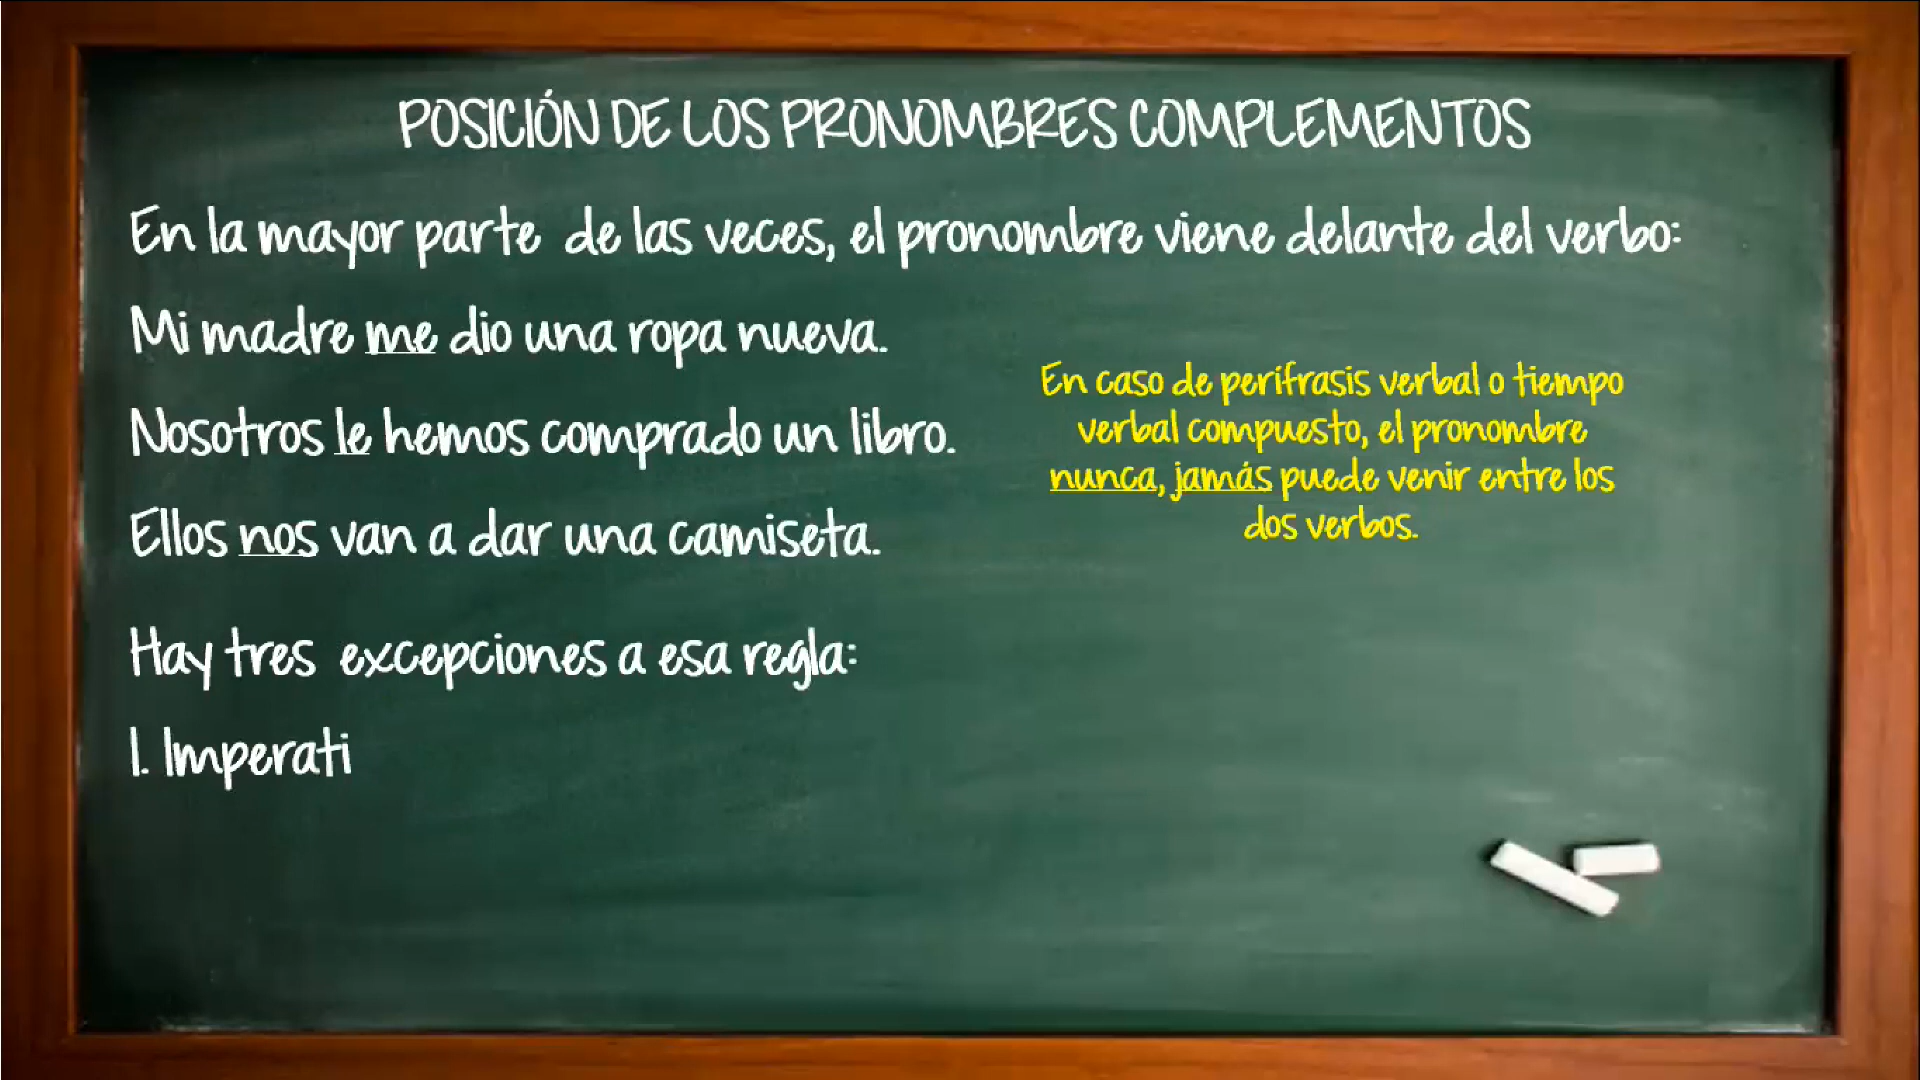 POSICIÓN DE LOS PRONOMBRES COMPLEMENTOS
En la mayor parte de las veces, el pronombre viene delante del verbo:
Mi madre me dio una ropa nueva.
Nosotros le hemos comprado un libro.
Ellos nos van a dar una camiseta.
En caso de perífrasis verbal o tiempo
verbal compuesto, el pronombre
nunca, jamás puede venir entre los
dos verbos.
Hay tres excepciones a esa regla:
1. Imperati